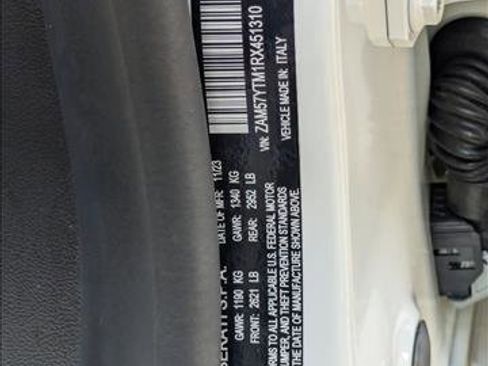 SERATI S.P.A.
DATE OF MFR: 11/23
GAWR: 1190 KG GAWR: 1340 KG
FRONT: 2621 LB REAR: 2952 LB
MS TO ALL APPLICABLE U.S. FEDERAL MOTOR
UMPER, AND THEFT PREVENTION STANDARDS
THE DATE OF MANUFACTURE SHOWN ABOVE.
VIN: ZAM57YTM1RX451310
VEHICLE MADE IN: ITALY